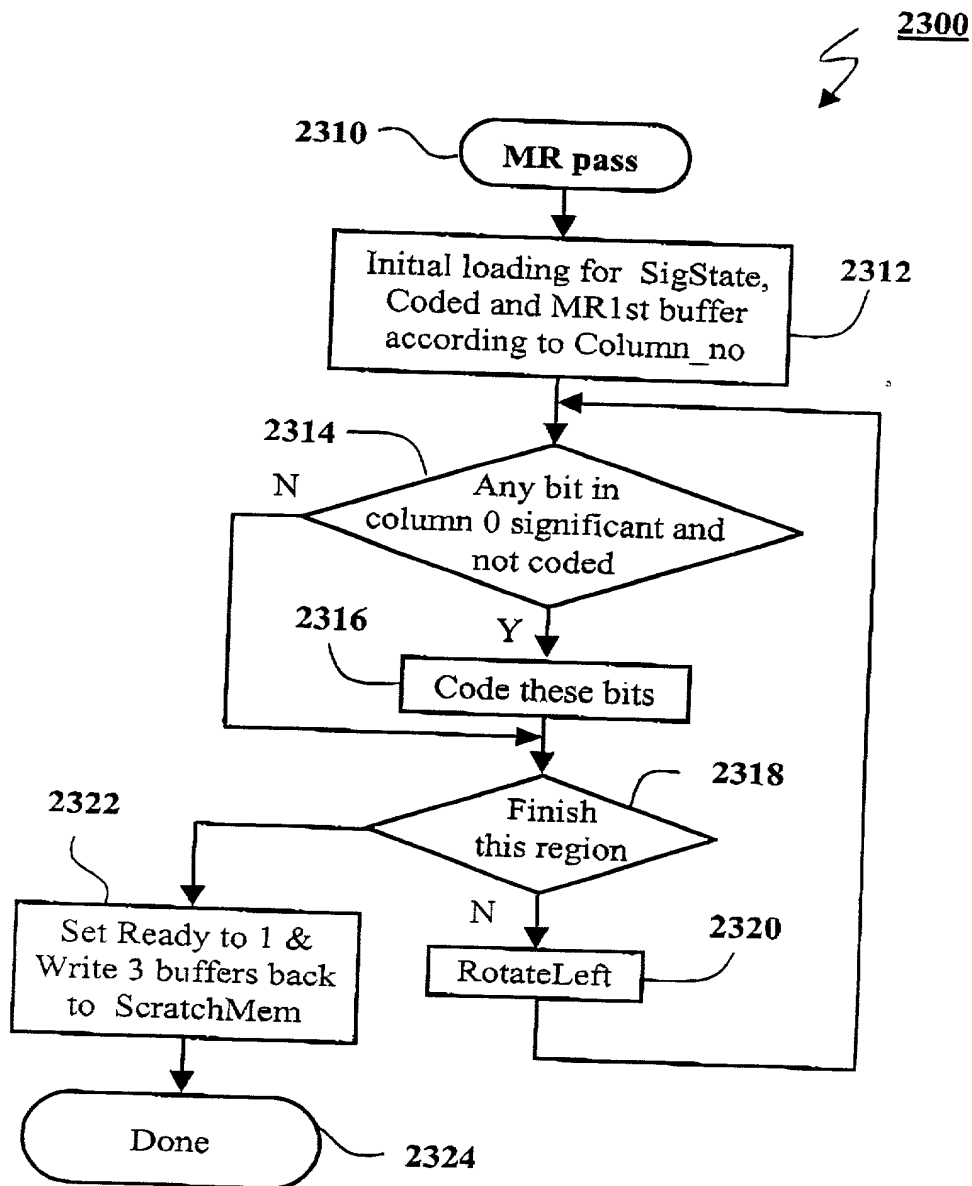 2300
2310
MR pass
Initial loading for SigState,
Coded and MR1st buffer
according to Column_no
2312
2314
N
Any bit in
column 0 significant and
not coded
2316
Y
Code these bits
2318
Finish
this region
2322
N
Set Ready to 1 &
Write 3 buffers back
to ScratchMem
2320
RotateLeft
Done
2324